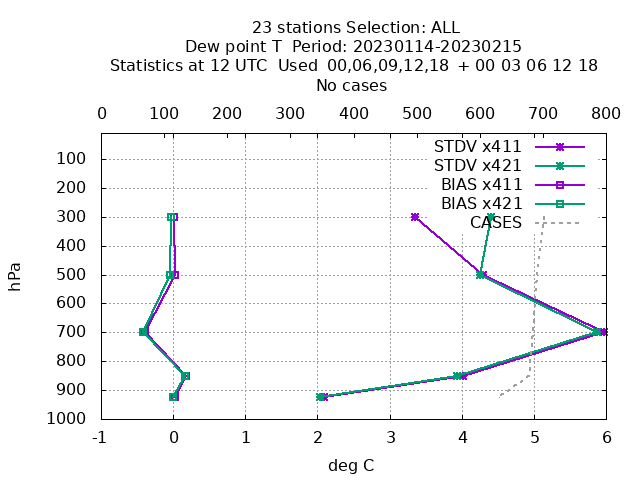 23 stations Selection: ALL
Dew point T  Period: 20230114-20230215
Statistics at 12 UTC  Used  00,06,09,12,18  + 00 03 06 12 18
No cases
0 100 140 200 300 345 400 500 600 700 800
STDV x411
STDV x421
BIAS x411
BIAS x421
CASES
100
200
300
400
500
600
700
800
900
1000
hPa
-1 0 1 2 3 4 5 6
deg C